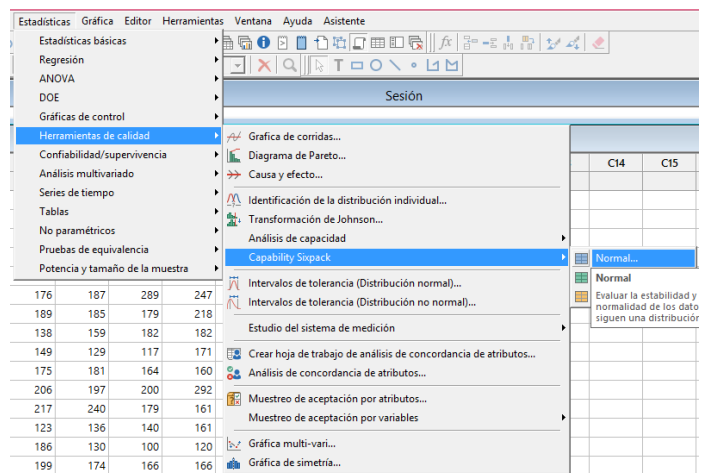 Estadísticas Gráfica Editor Herramientas Ventana Ayuda Asistente
Estadísticas básicas
Regresión
ANOVA
DOE
Gráficas de control
Herramientas de calidad
Confiabilidad/supervivencia
Análisis multivariado
Series de tiempo
Tablas
No paramétricos
Pruebas de equivalencia
Potencia y tamaño de la muestra
Sesión
Grafica de corridas...
Diagrama de Pareto...
Causa y efecto...
Identificación de la distribución individual...
Transformación de Johnson...
Análisis de capacidad
Capability Sixpack
Intervalos de tolerancia (Distribución normal)...
Intervalos de tolerancia (Distribución no normal)...
Estudio del sistema de medición
Crear hoja de trabajo de análisis de concordancia de atributos...
Análisis de concordancia de atributos...
Muestreo de aceptación por atributos...
Muestreo de aceptación por variables
Gráfica multi-vari...
Gráfica de simetría...
C14 C15
Normal...
Normal
Evaluar la estabilidad y
normalidad de los dato
siguen una distribución
176 187 289 247
189 185 179 218
138 159 182 182
149 129 117 171
175 181 164 160
206 197 200 292
217 240 179 161
123 136 140 161
186 130 100 120
199 174 166 166